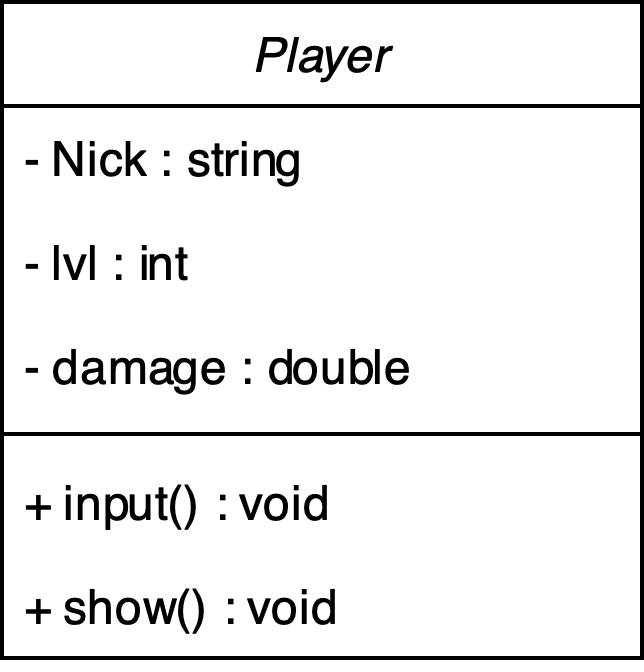 Player
- Nick : string
- lvl : int
- damage : double
+ input() : void
+ show() : void